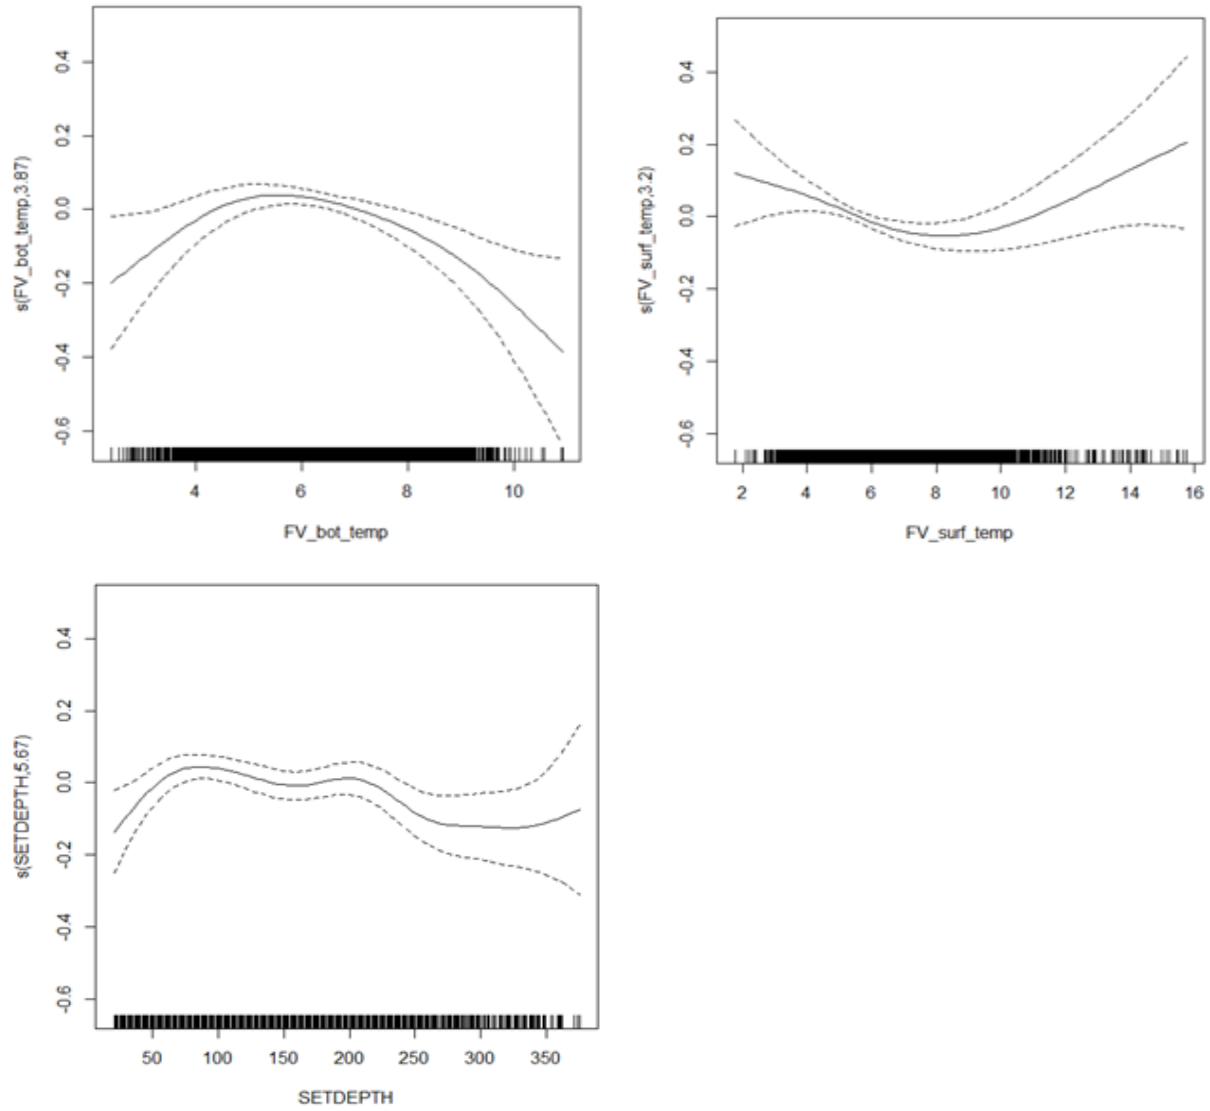 s(FV_bot_temp,3.87)
0.4
0.2
0.0
-0.2
-0.4
-0.6
4 6 8 10
FV_bot_temp
s(FV_surf_temp,3.2)
0.4
0.2
0.0
-0.2
-0.4
-0.6
2 4 6 8 10 12 14 16
FV_surf_temp
s(SETDEPTH,5.67)
0.4
0.2
0.0
-0.2
-0.4
-0.6
50 100 150 200 250 300 350
SETDEPTH